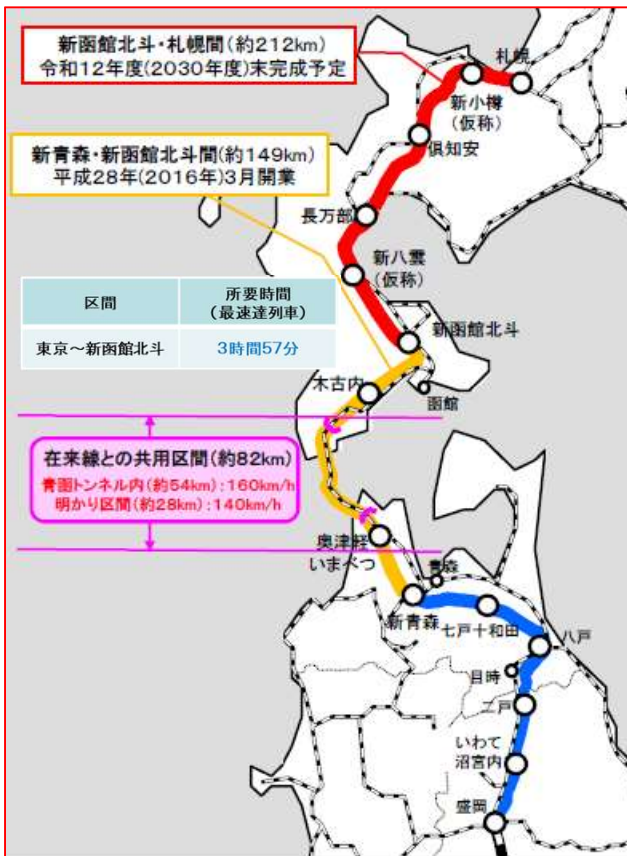 新函館北斗・札幌間(約212km)
令和12年度(2030年度)末完成予定
札幌
新小樽
(仮称)
倶知安
新青森・新函館北斗間(約149km)
平成28年(2016年)3月開業
長万部
新八雲
(仮称)
区間
所要時間
(最速達列車)
東京～新函館北斗
3時間57分
新函館北斗
木古内
函館
在来線との共用区間(約82km)
青函トンネル内(約54km):160km/h
明かり区間(約28km):140km/h
奥津軽
いまべつ
青森
新青森
七戸十和田
八戸
目時
二戸
いわて
沼宮内
盛岡